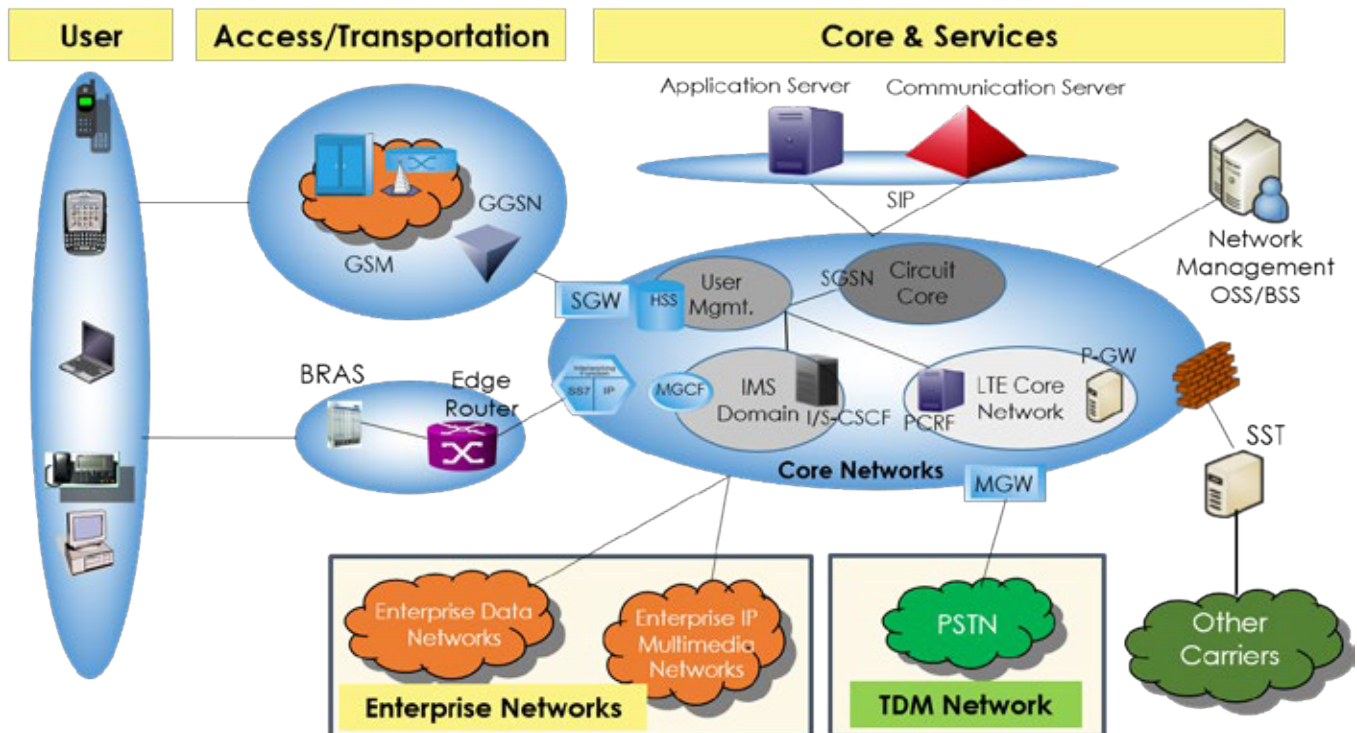 User
Access/Transportation
Core & Services
Application Server
Communication Server
SIP
GGSN
GSM
Network
Management
OSS/BSS
SGW
HSS
User
Mgmt.
SGSN
Circuit
Core
BRAS
Edge
Router
SS7
IP
MGCF
IMS
Domain
I/S-CSCF
PCRF
LTE Core
Network
P-GW
Core Networks
MGW
SST
Enterprise Data
Networks
Enterprise IP
Multimedia
Networks
Enterprise Networks
PSTN
TDM Network
Other
Carriers